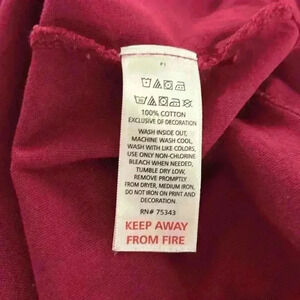 100% COTTON
EXCLUSIVE OF DECORATION
WASH INSIDE OUT,
MACHINE WASH COOL,
WASH WITH LIKE COLORS,
USE ONLY NON-CHLORINE
BLEACH WHEN NEEDED,
TUMBLE DRY LOW,
REMOVE PROMPTLY
FROM DRYER, MEDIUM IRON,
DO NOT IRON ON PRINT AND
DECORATION
RN# 75343
KEEP AWAY
FROM FIRE